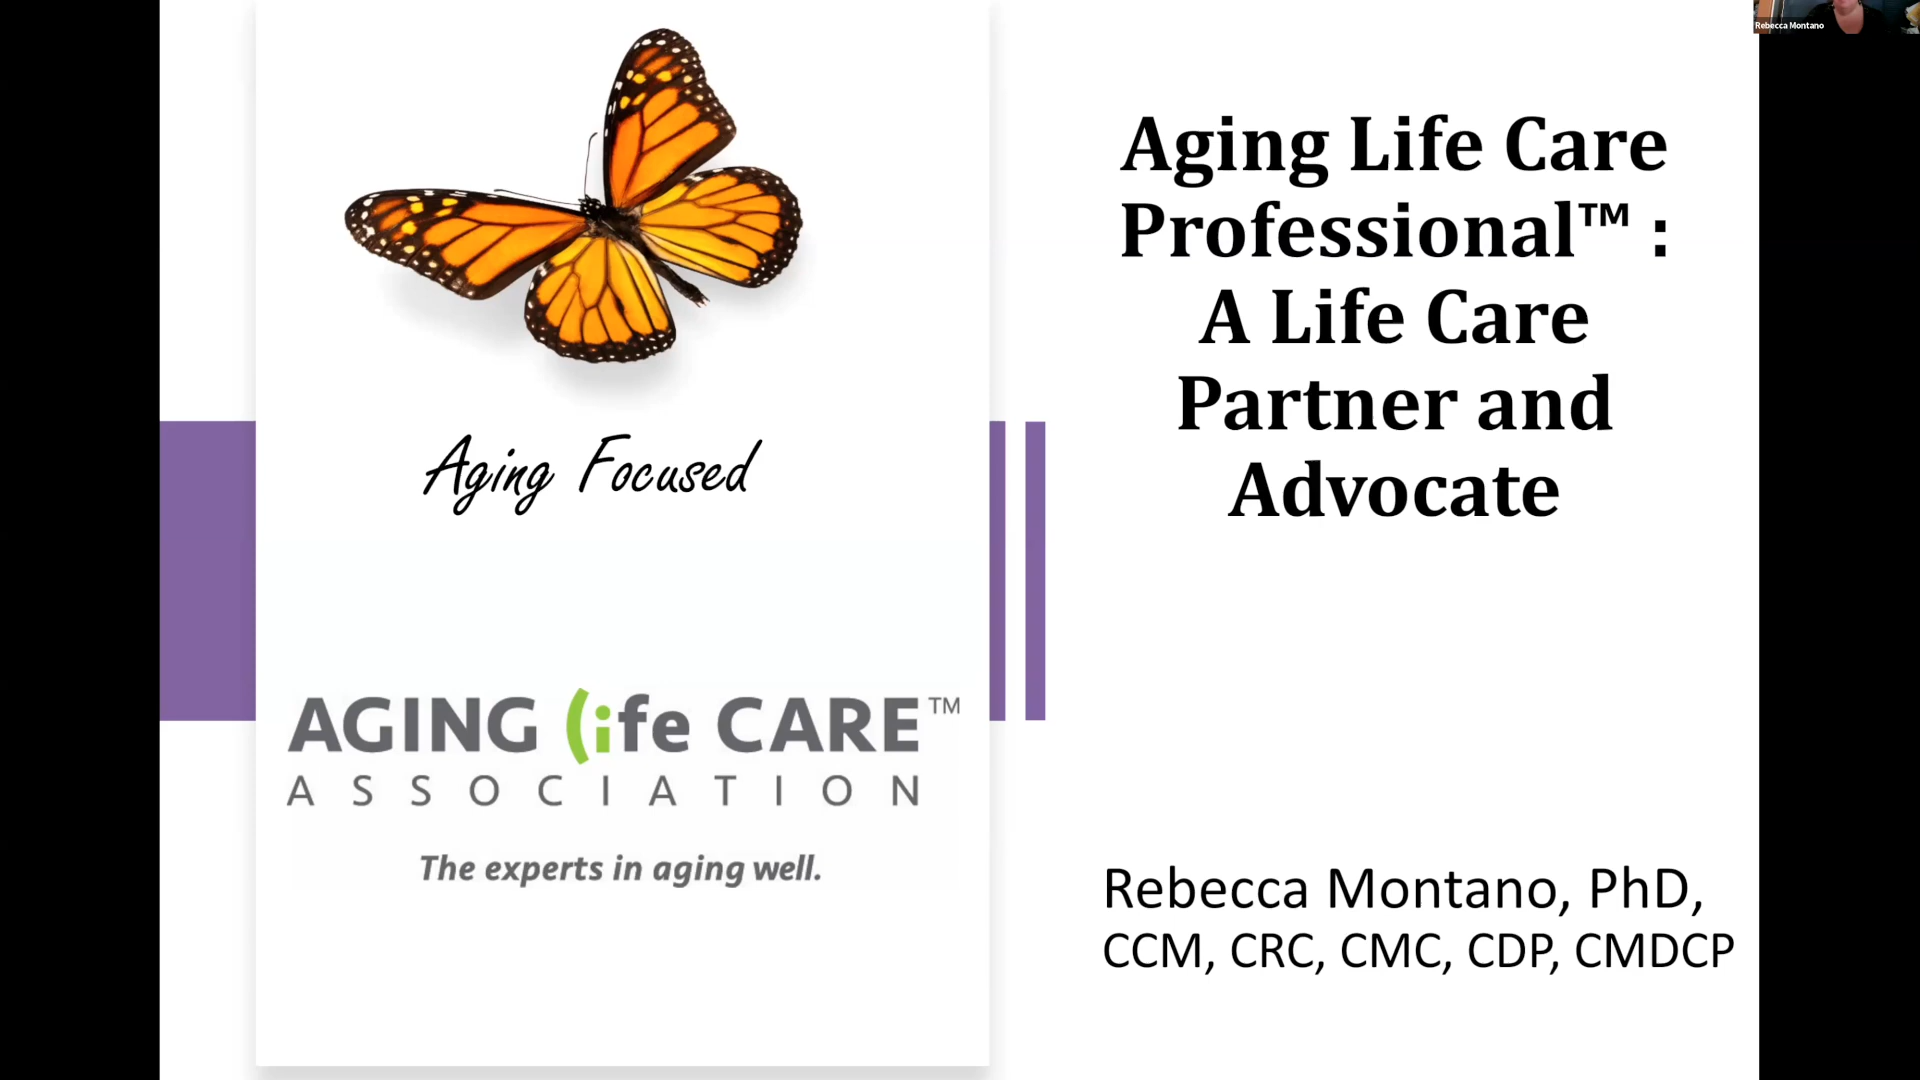 Rebecca Montano
Aging Focused
AGING life CARE™
ASSOCIATION
The experts in aging well.
Aging Life Care
Professional™ :
A Life Care
Partner and
Advocate
Rebecca Montano, PhD,
CCM, CRC, CMC, CDP, CMDCP